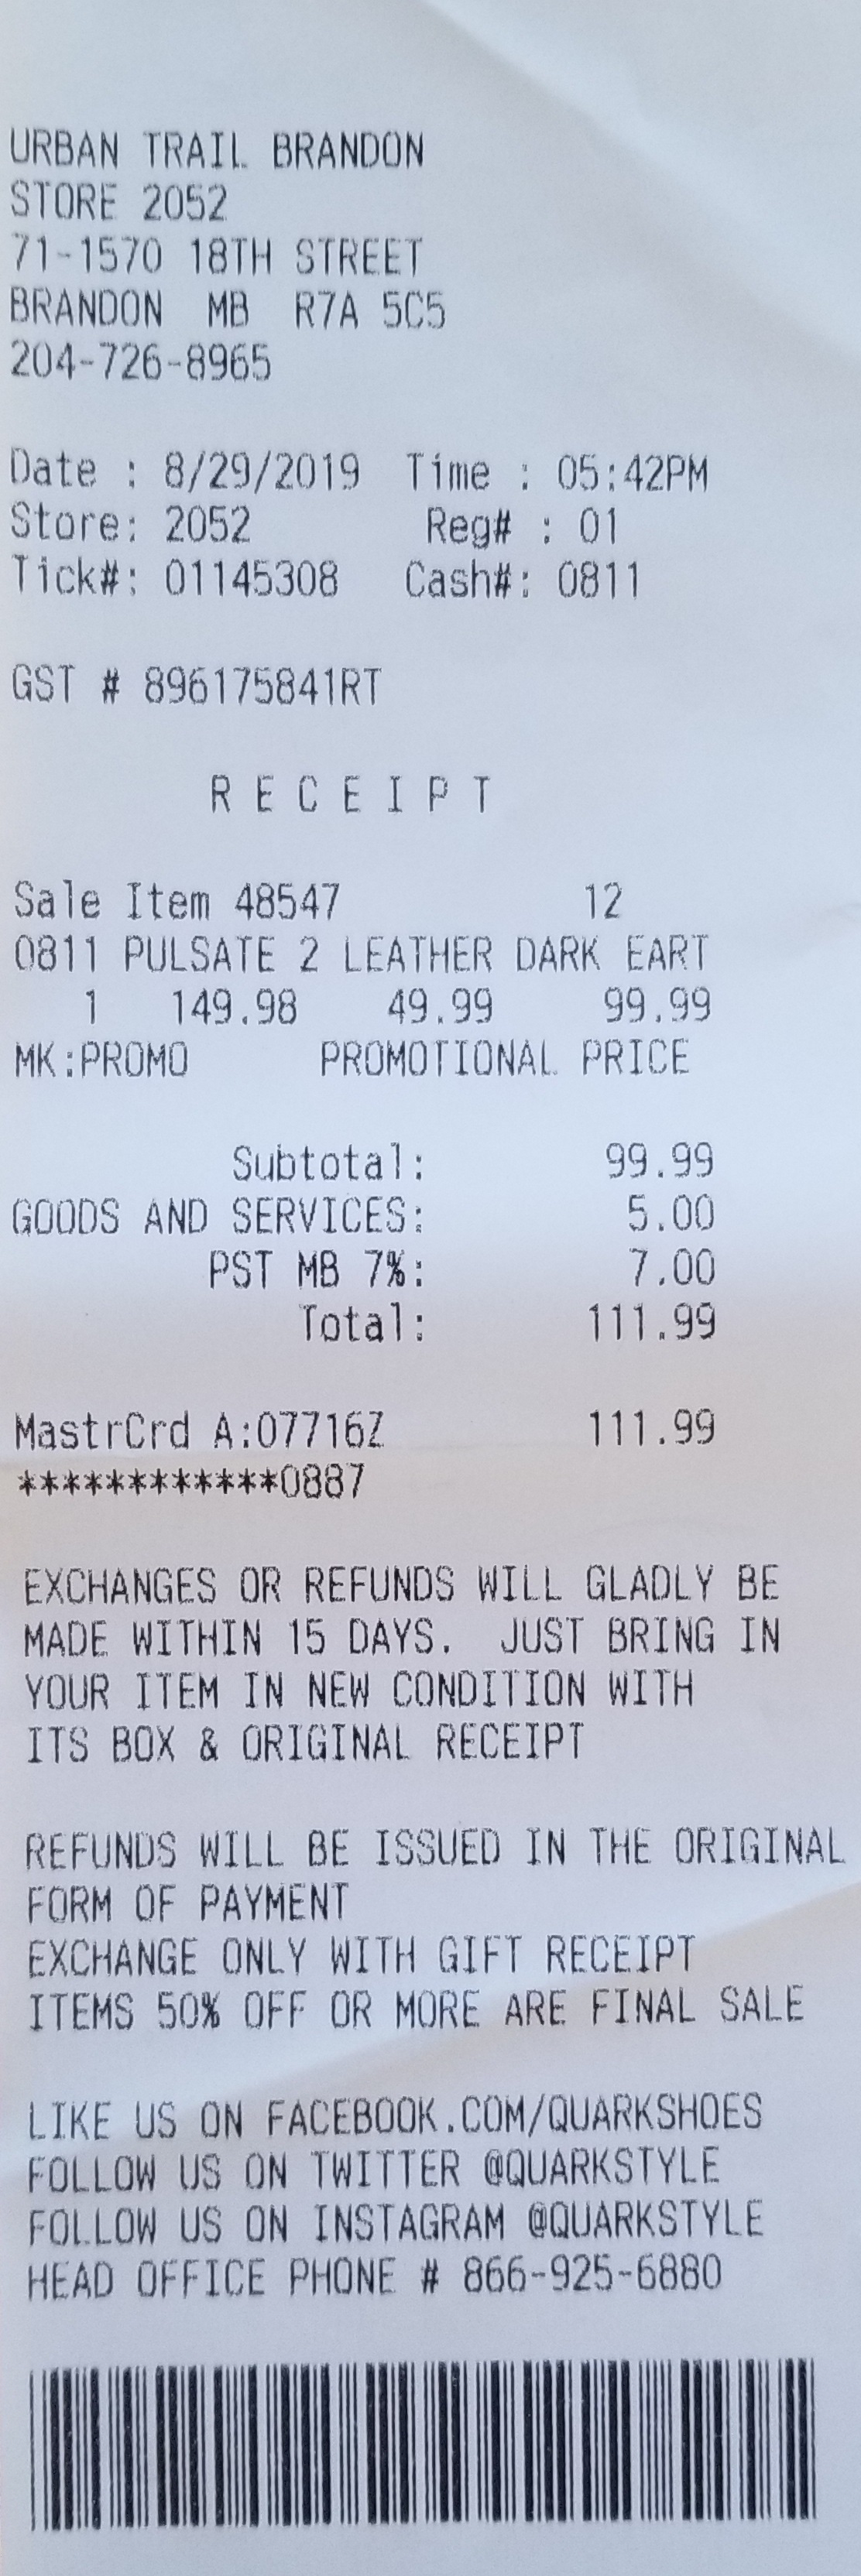 URBAN TRAIL BRANDON
STORE 2052
71-1570 18TH STREET
BRANDON MB R7A 5C5
204-726-8965
Date : 8/29/2019 Time : 05:42PM
Store: 2052 Reg# : 01
Tick#: 01145308 Cash#: 0811
GST # 896175841RT
R E C E I P T
Sale Item 48547 12
0811 PULSATE 2 LEATHER DARK EART
1 149.98 49.99 99.99
MK:PROMO PROMOTIONAL PRICE
Subtotal: 99.99
GOODS AND SERVICES: 5.00
PST MB 7%: 7.00
Total: 111.99
MastrCrd A:07716Z 111.99
************0887
EXCHANGES OR REFUNDS WILL GLADLY BE
MADE WITHIN 15 DAYS. JUST BRING IN
YOUR ITEM IN NEW CONDITION WITH
ITS BOX & ORIGINAL RECEIPT
REFUNDS WILL BE ISSUED IN THE ORIGINAL
FORM OF PAYMENT
EXCHANGE ONLY WITH GIFT RECEIPT
ITEMS 50% OFF OR MORE ARE FINAL SALE
LIKE US ON FACEBOOK.COM/QUARKSHOES
FOLLOW US ON TWITTER @QUARKSTYLE
FOLLOW US ON INSTAGRAM @QUARKSTYLE
HEAD OFFICE PHONE # 866-925-6880